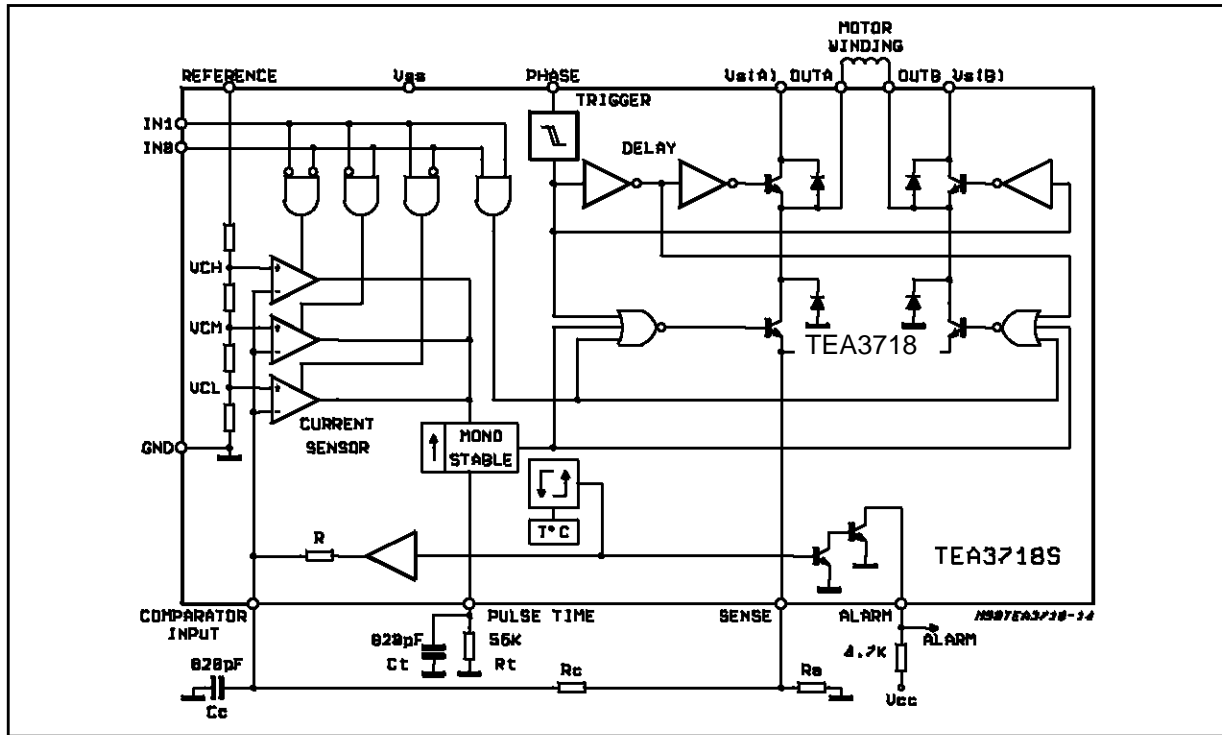 MOTOR
WINDING
REFERENCE
Vss
PHASE
Vs(A)
OUTA
OUTB
Vs(B)
TRIGGER
IN1
IN0
DELAY
VCH
VCM
TEA3718
VCL
CURRENT
SENSOR
MONO
STABLE
GND
T°C
R
TEA3718S
COMPARATOR
INPUT
PULSE TIME
SENSE
ALARM
ALARM
820pF
Ct
56K
Rt
4.7K
820pF
Cc
Rc
Rs
Vcc